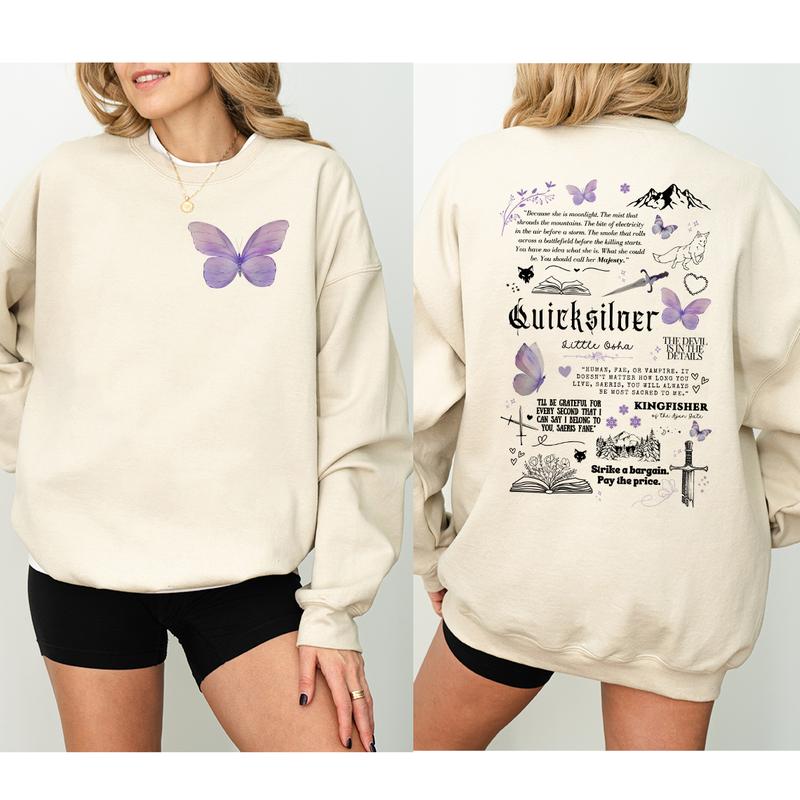 "Because she is moonlight. The mist that
shrouds the mountains. The bite of electricity
in the air before a storm. The smoke that rolls
across a battlefield before the killing starts.
You have no idea what she is. What she could
be. You should call her Majesty."
Quicksilver
Little Osha
THE DEVIL
IS IN THE
DETAILS
"HUMAN, FAE, OR VAMPIRE. IT
DOESN'T MATTER HOW LONG YOU
LIVE, SAERIS, YOU WILL ALWAYS
BE MOST SACRED TO ME."
'I'LL BE GRATEFUL FOR
EVERY SECOND THAT I
CAN SAY I BELONG TO
YOU, SAERIS FANE'
KINGFISHER
of the Ajun Gate
Strike a bargain.
Pay the price.